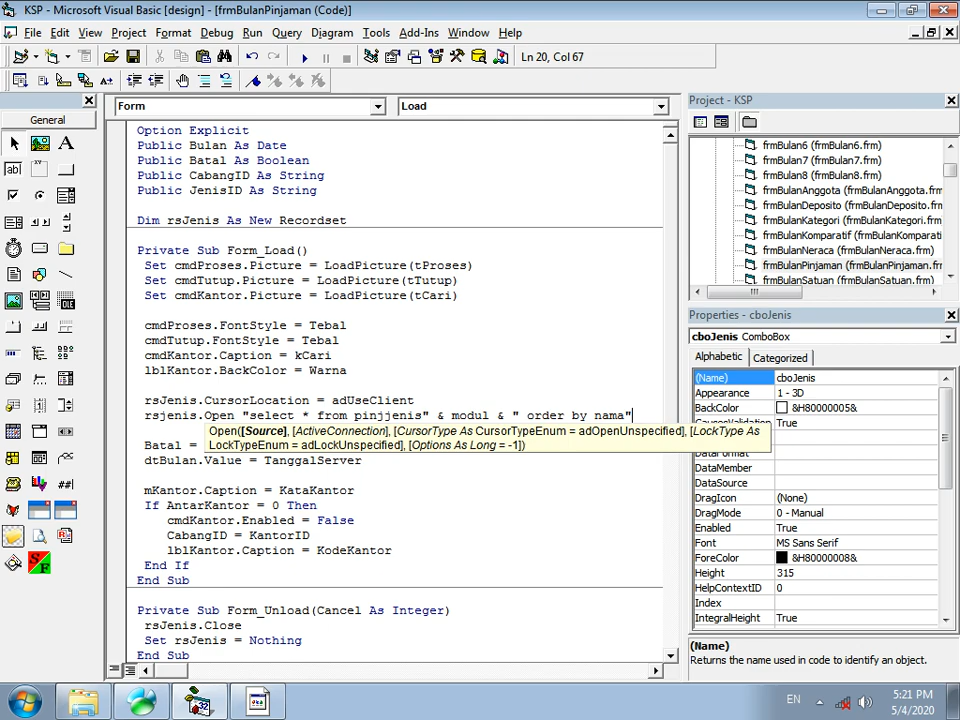 KSP - Microsoft Visual Basic [design] - [frmBulanPinjaman (Code)]
File Edit View Project Format Debug Run Query Diagram Tools Add-Ins Window Help
Ln 20, Col 67
General
Form
Load
Option Explicit
Public Bulan As Date
Public Batal As Boolean
Public CabangID As String
Public JenisID As String
Dim rsJenis As New Recordset
Private Sub Form_Load()
Set cmdProses.Picture = LoadPicture(tProses)
Set cmdTutup.Picture = LoadPicture(tTutup)
Set cmdKantor.Picture = LoadPicture(tCari)
cmdProses.FontStyle = Tebal
cmdTutup.FontStyle = Tebal
cmdKantor.Caption = kCari
lblKantor.BackColor = Warna
rsJenis.CursorLocation = adUseClient
rsjenis.Open "select * from pinjjenis" & modul & " order by nama"
Open([Source], [ActiveConnection], [CursorType As CursorTypeEnum = adOpenUnspecified], [LockType As
LockTypeEnum = adLockUnspecified], [Options As Long = -1])
Batal =
dtBulan.Value = TanggalServer
mKantor.Caption = KataKantor
If AntarKantor = 0 Then
cmdKantor.Enabled = False
CabangID = KantorID
lblKantor.Caption = KodeKantor
End If
End Sub
Private Sub Form_Unload(Cancel As Integer)
rsJenis.Close
Set rsJenis = Nothing
End Sub
Project - KSP
Bulan6 (frmBulan6.frm)
frmBulan7 (frmBulan7.frm)
frmBulan8 (frmBulan8.frm)
frmBulanAnggota (frmBulanAnggota.frm
frmBulanDeposito (frmBulanDeposito.frm
frmBulanKategori (frmBulanKategori.frm
frmBulanKomparatif (frmBulanKomparati
frmBulanNeraca (frmBulanNeraca.frm)
frmBulanPinjaman (frmBulanPinjaman.frm
frmBulanSatuan (frmBulanSatuan.frm)
Properties - cboJenis
cboJenis ComboBox
Alphabetic Categorized
(Name) cboJenis
Appearance 1 - 3D
BackColor &H80000005&
CausesValidation True
DataFormat
DataMember
DataSource
DragIcon (None)
DragMode 0 - Manual
Enabled True
Font MS Sans Serif
ForeColor &H80000008&
Height 315
HelpContextID 0
Index
IntegralHeight True
(Name)
Returns the name used in code to identify an object.
EN
5:21 PM
5/4/2020